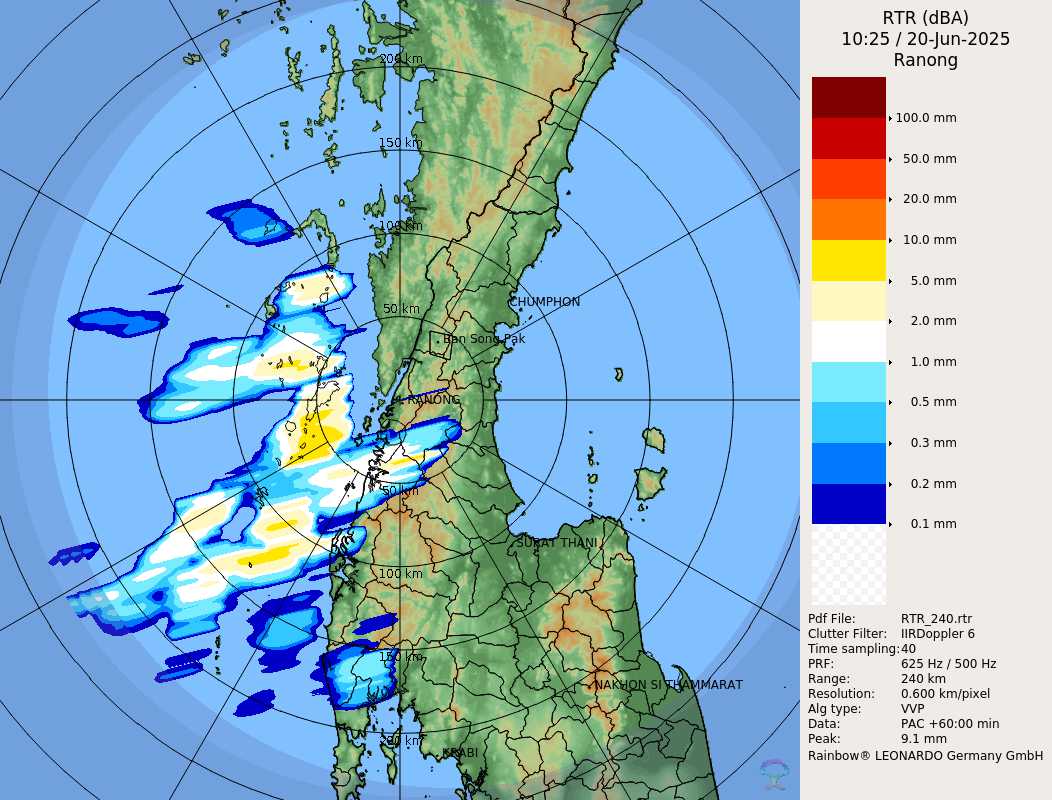 RTR (dBA)
10:25 / 20-Jun-2025
Ranong
100.0 mm
50.0 mm
20.0 mm
10.0 mm
5.0 mm
2.0 mm
1.0 mm
0.5 mm
0.3 mm
0.2 mm
0.1 mm
Pdf File: RTR_240.rtr
Clutter Filter: IIRDoppler 6
Time sampling: 40
PRF: 625 Hz / 500 Hz
Range: 240 km
Resolution: 0.600 km/pixel
Alg type: VVP
Data: PAC +60:00 min
Peak: 9.1 mm
Rainbow® LEONARDO Germany GmbH
200 km
150 km
100 km
50 km
CHUMPHON
Ban Song Pak
RANONG
50 km
SURAT THANI
100 km
150 km
NAKHON SI THAMMARAT
200 km
KRABI